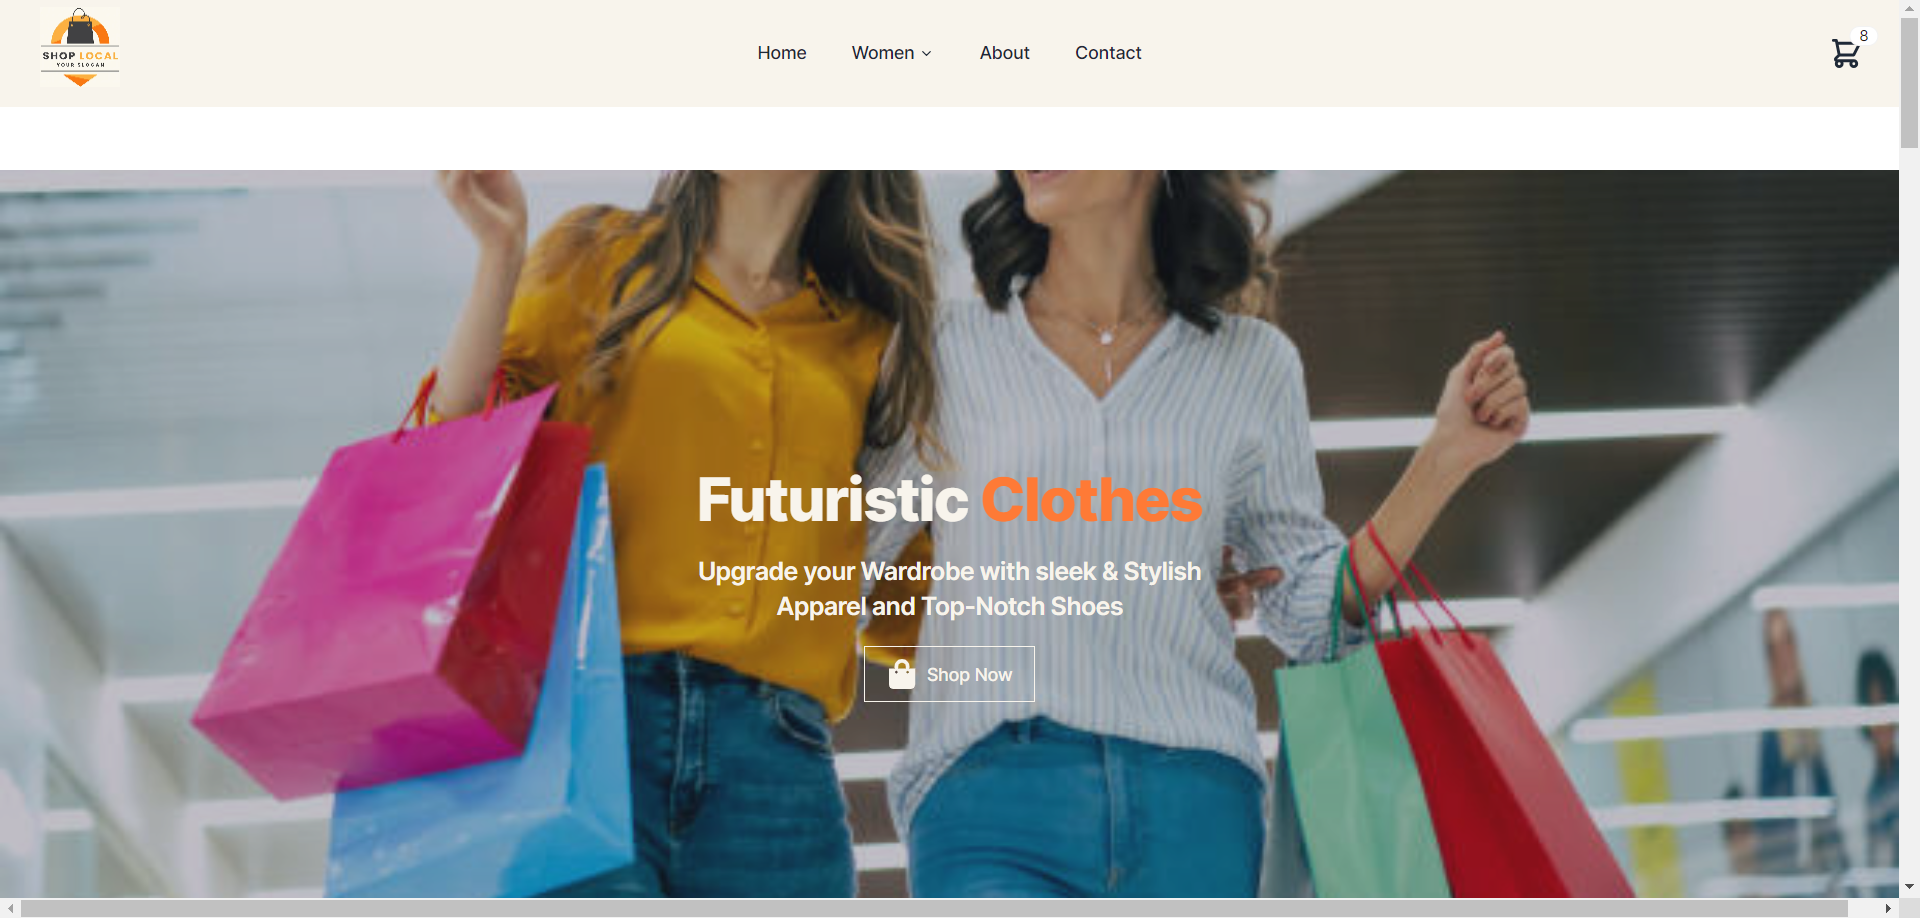 SHOP LOCAL
YOUR SLOGAN
Home
Women
About
Contact
8
Futuristic Clothes
Upgrade your Wardrobe with sleek & Stylish
Apparel and Top-Notch Shoes
Shop Now